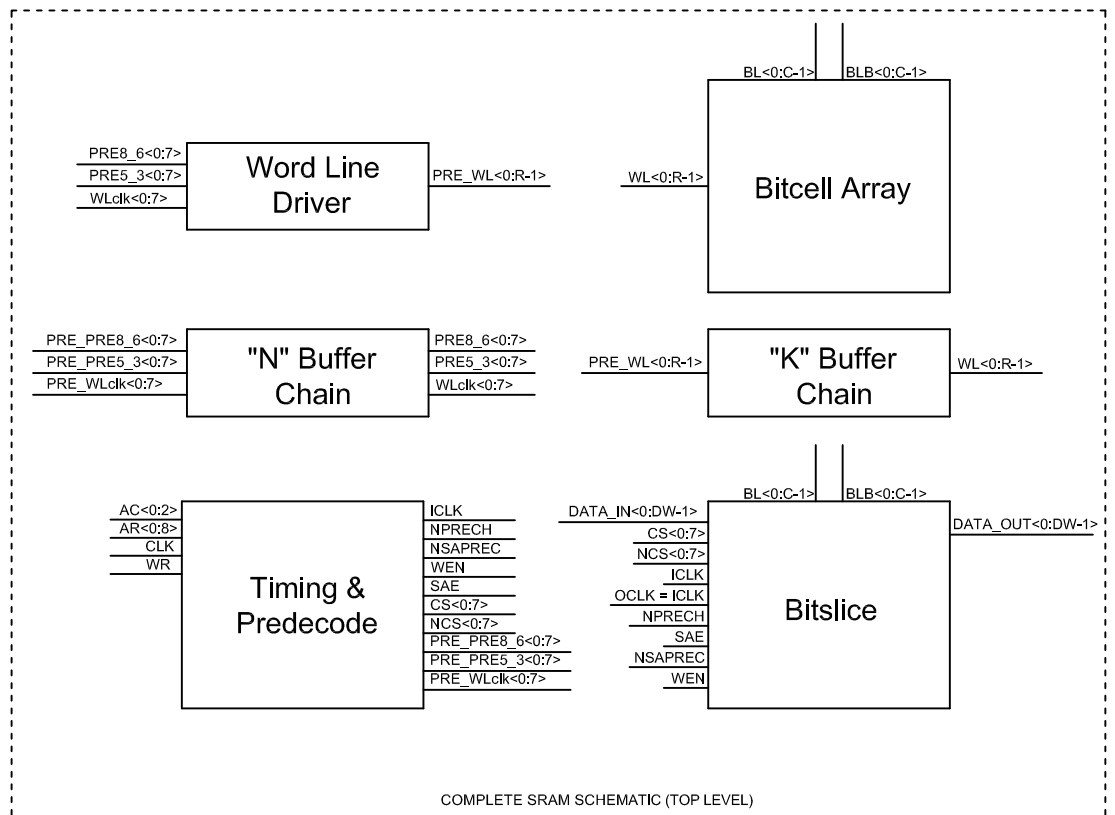 BL<0:C-1>
BLB<0:C-1>
PRE8_6<0:7>
PRE5_3<0:7>
WLclk<0:7>
Word Line
Driver
PRE_WL<0:R-1>
WL<0:R-1>
Bitcell Array
PRE_PRE8_6<0:7>
PRE_PRE5_3<0:7>
PRE_WLclk<0:7>
"N" Buffer
Chain
PRE8_6<0:7>
PRE5_3<0:7>
WLclk<0:7>
PRE_WL<0:R-1>
"K" Buffer
Chain
WL<0:R-1>
AC<0:2>
AR<0:8>
CLK
WR
Timing &
Predecode
ICLK
NPRECH
NSAPREC
WEN
SAE
CS<0:7>
NCS<0:7>
PRE_PRE8_6<0:7>
PRE_PRE5_3<0:7>
PRE_WLclk<0:7>
BL<0:C-1>
BLB<0:C-1>
DATA_IN<0:DW-1>
CS<0:7>
NCS<0:7>
ICLK
OCLK = ICLK
NPRECH
SAE
NSAPREC
WEN
Bitslice
DATA_OUT<0:DW-1>
COMPLETE SRAM SCHEMATIC (TOP LEVEL)